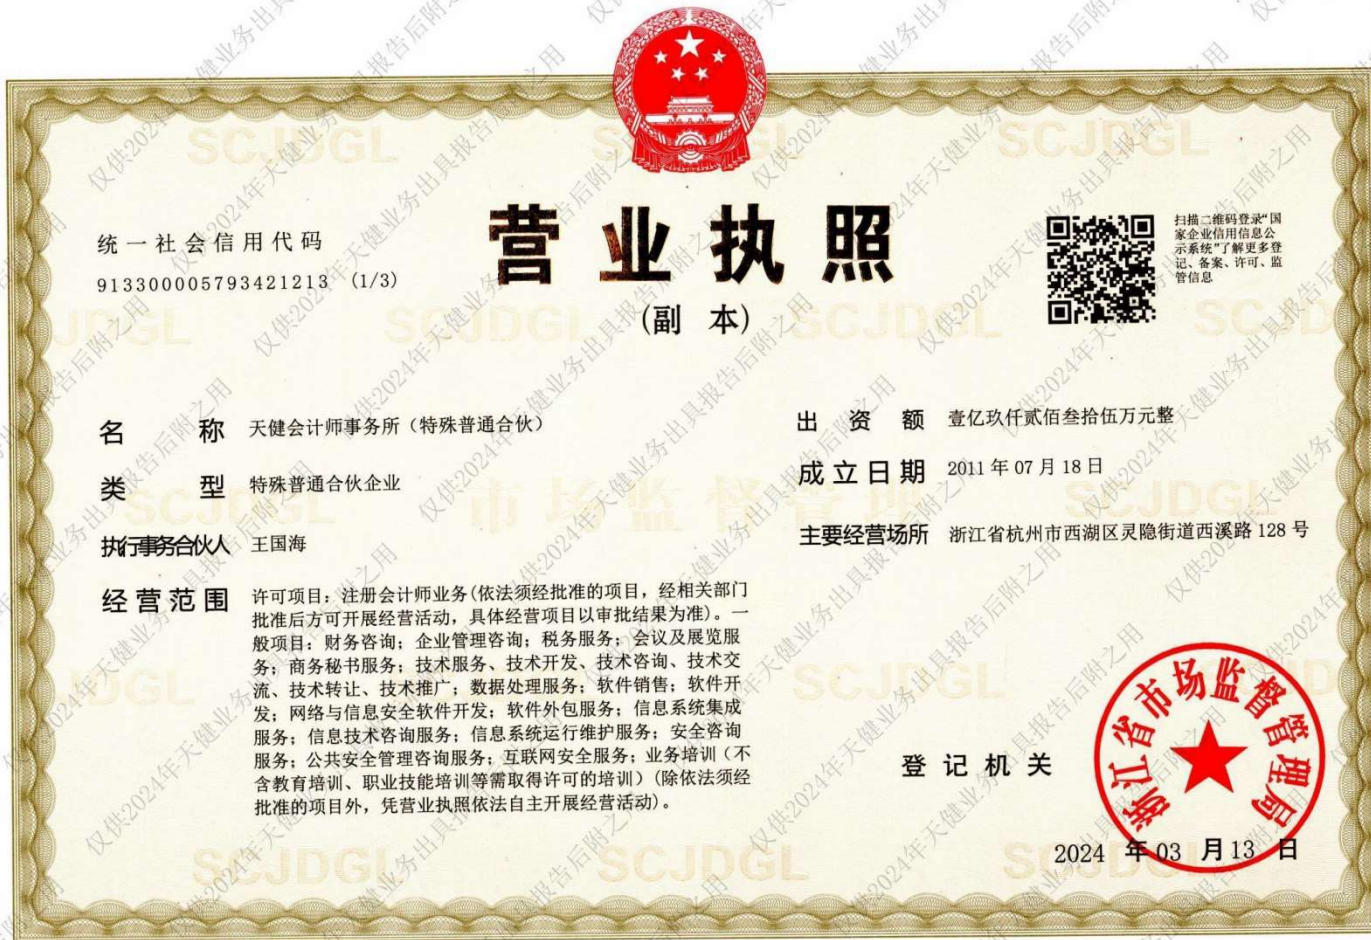 营业执照
(副 本)
统一社会信用代码
913300005793421213 (1/3)
扫描二维码登录“国
家企业信用信息公
示系统”了解更多登
记、备案、许可、监
管信息
名 称 天健会计师事务所（特殊普通合伙）
类 型 特殊普通合伙企业
执行事务合伙人 王国海
经营范围 许可项目：注册会计师业务(依法须经批准的项目，经相关部门
批准后方可开展经营活动，具体经营项目以审批结果为准)。一
般项目：财务咨询；企业管理咨询；税务服务；会议及展览服
务；商务秘书服务；技术服务、技术开发、技术咨询、技术交
流、技术转让、技术推广；数据处理服务；软件销售；软件开
发；网络与信息安全软件开发；软件外包服务；信息系统集成
服务；信息技术咨询服务；信息系统运行维护服务；安全咨询
服务；公共安全管理咨询服务；互联网安全服务；业务培训（不
含教育培训、职业技能培训等需取得许可的培训）(除依法须经
批准的项目外，凭营业执照依法自主开展经营活动)。
出 资 额 壹亿玖仟贰佰叁拾伍万元整
成立日期 2011 年 07 月 18 日
主要经营场所 浙江省杭州市西湖区灵隐街道西溪路 128 号
登记机关
浙江省市场监督管理局
2024 年 03 月 13 日
SCJDGL
市场监督管理
仅供2024年天健业务出具报告后附之用